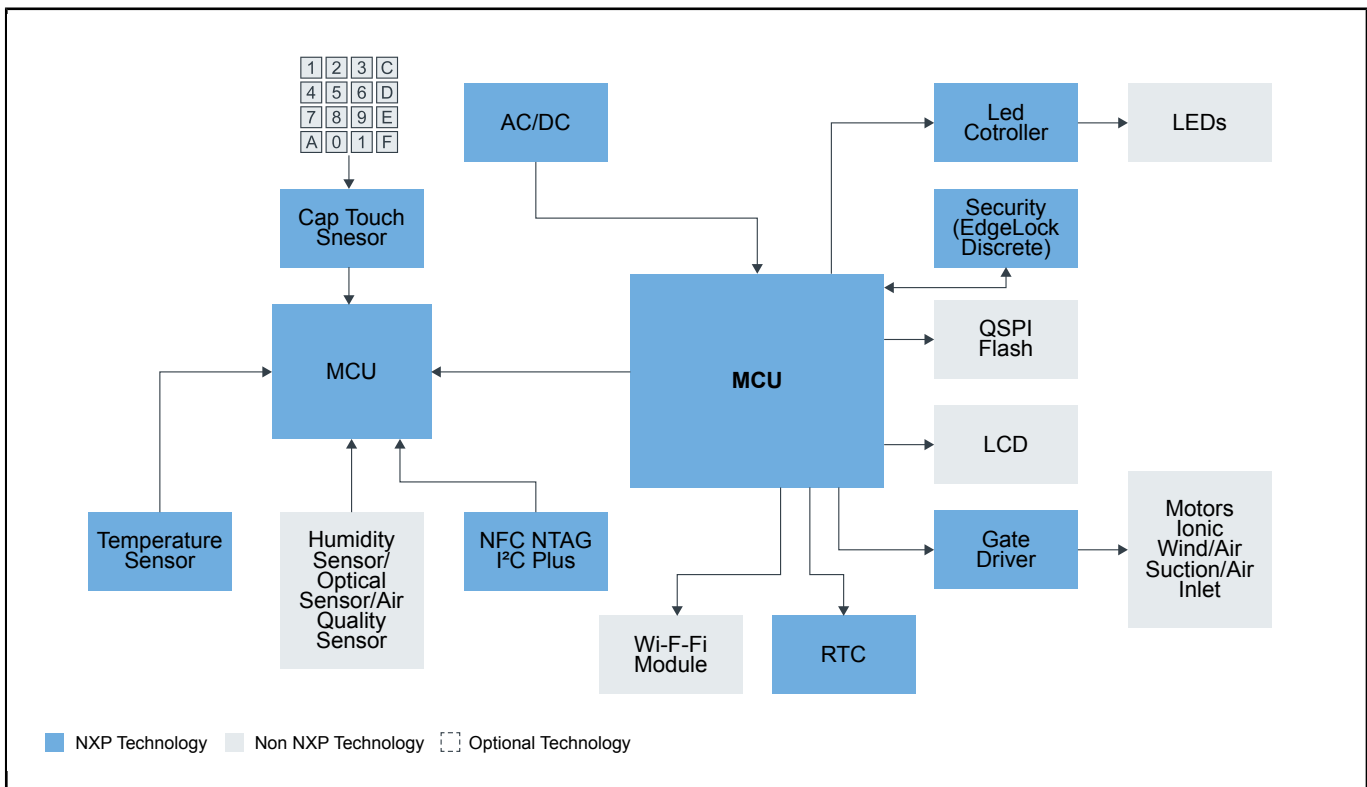 1 2 3 C
4 5 6 D
7 8 9 E
A 0 1 F
AC/DC
Led
Cotroller
LEDs
Cap Touch
Snesor
Security
(EdgeLock
Discrete)
MCU
MCU
QSPI
Flash
LCD
Temperature
Sensor
Humidity
Sensor/
Optical
Sensor/Air
Quality
Sensor
NFC NTAG
I²C Plus
Gate
Driver
Motors
Ionic
Wind/Air
Suction/Air
Inlet
Wi-F-Fi
Module
RTC
NXP Technology
Non NXP Technology
Optional Technology